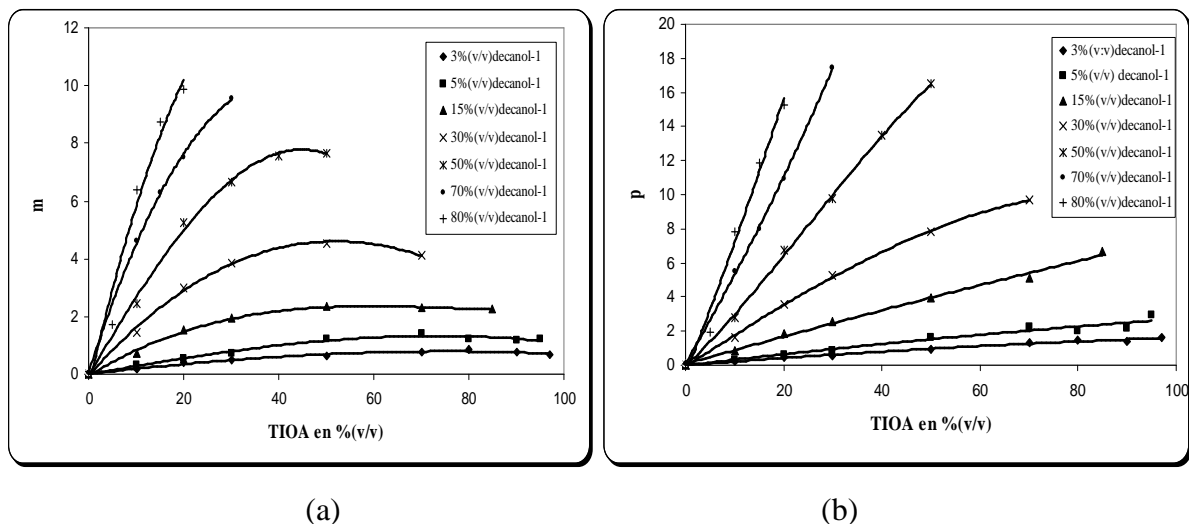 12
10
8
6
4
2
0
m
0 20 40 60 80 100
TIOA en %(v/v)
3%(v/v)decanol-1
5%(v/v)decanol-1
15%(v/v)decanol-1
30%(v/v)decanol-1
50%(v/v)decanol-1
70%(v/v)decanol-1
80%(v/v)decanol-1
(a)
20
18
16
14
12
10
8
6
4
2
0
p
0 20 40 60 80 100
TIOA en %(v/v)
3%(v:v)decanol-1
5%(v/v) decanol-1
15%(v/v)decanol-1
30%(v/v)decanol-1
50%(v/v)decanol-1
70%(v/v)decanol-1
80%(v/v)decanol-1
(b)